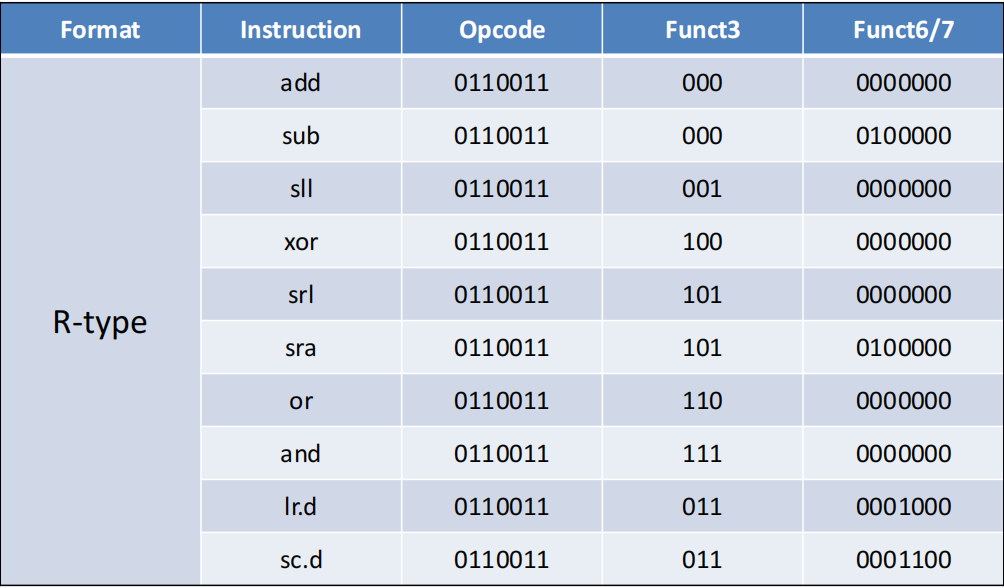 Format Instruction Opcode Funct3 Funct6/7
R-type
add 0110011 000 0000000
sub 0110011 000 0100000
sll 0110011 001 0000000
xor 0110011 100 0000000
srl 0110011 101 0000000
sra 0110011 101 0100000
or 0110011 110 0000000
and 0110011 111 0000000
lr.d 0110011 011 0001000
sc.d 0110011 011 0001100